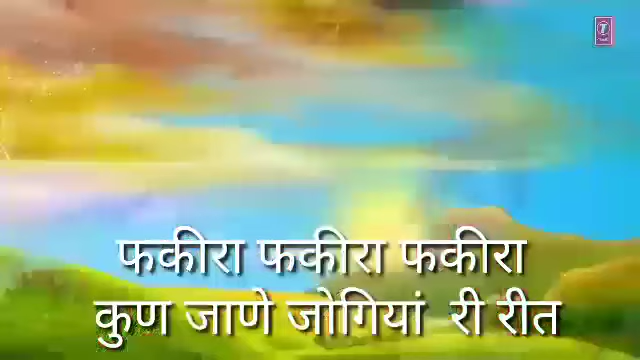 फकीरा फकीरा फकीरा
कुण जाणे जोगियां री रीत